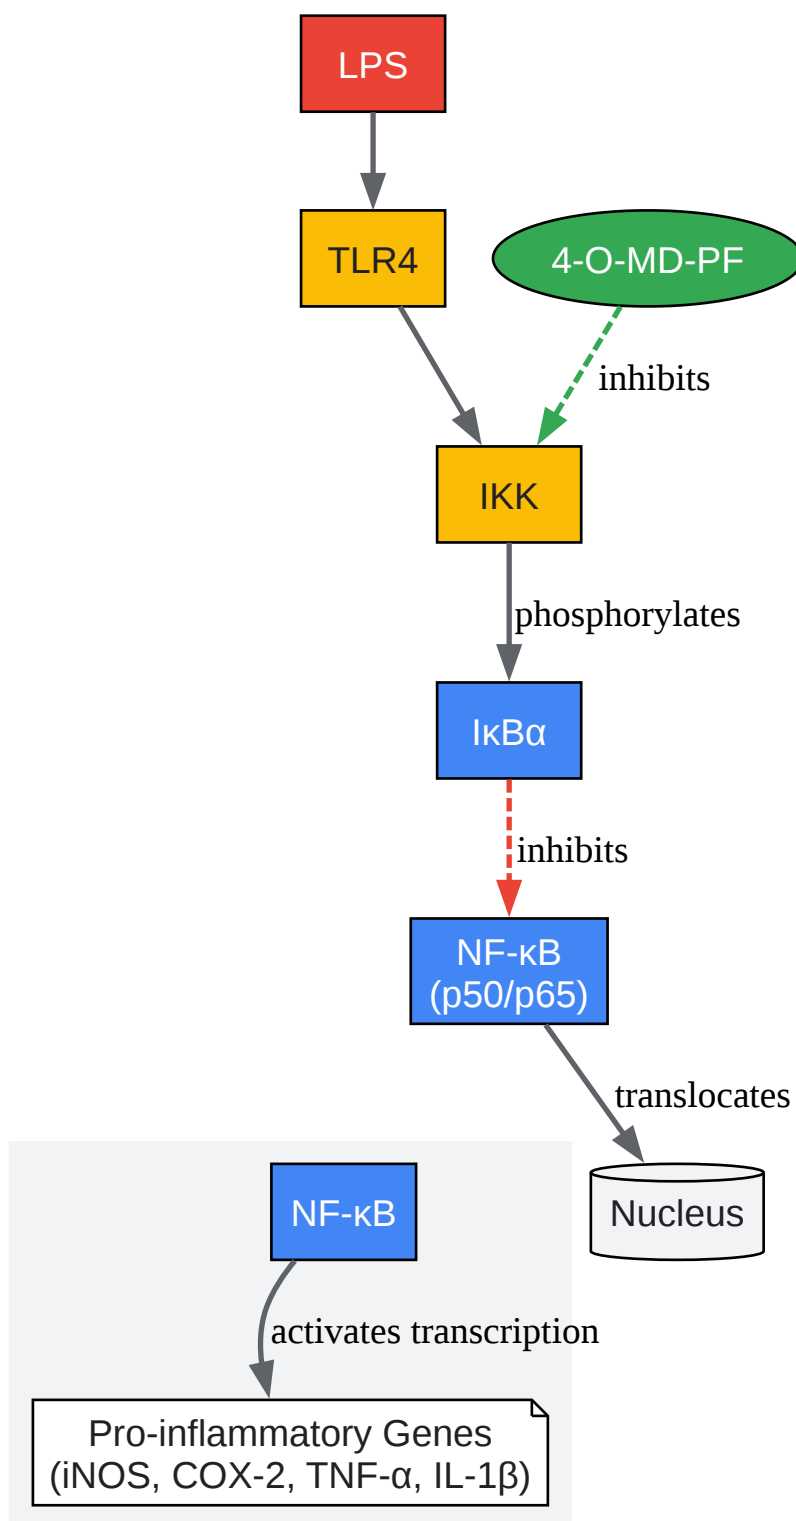 LPS
TLR4
4-O-MD-PF
inhibits
IKK
phosphorylates
IκBα
inhibits
NF-κB
(p50/p65)
translocates
NF-κB
Nucleus
activates transcription
Pro-inflammatory Genes
(iNOS, COX-2, TNF-α, IL-1β)